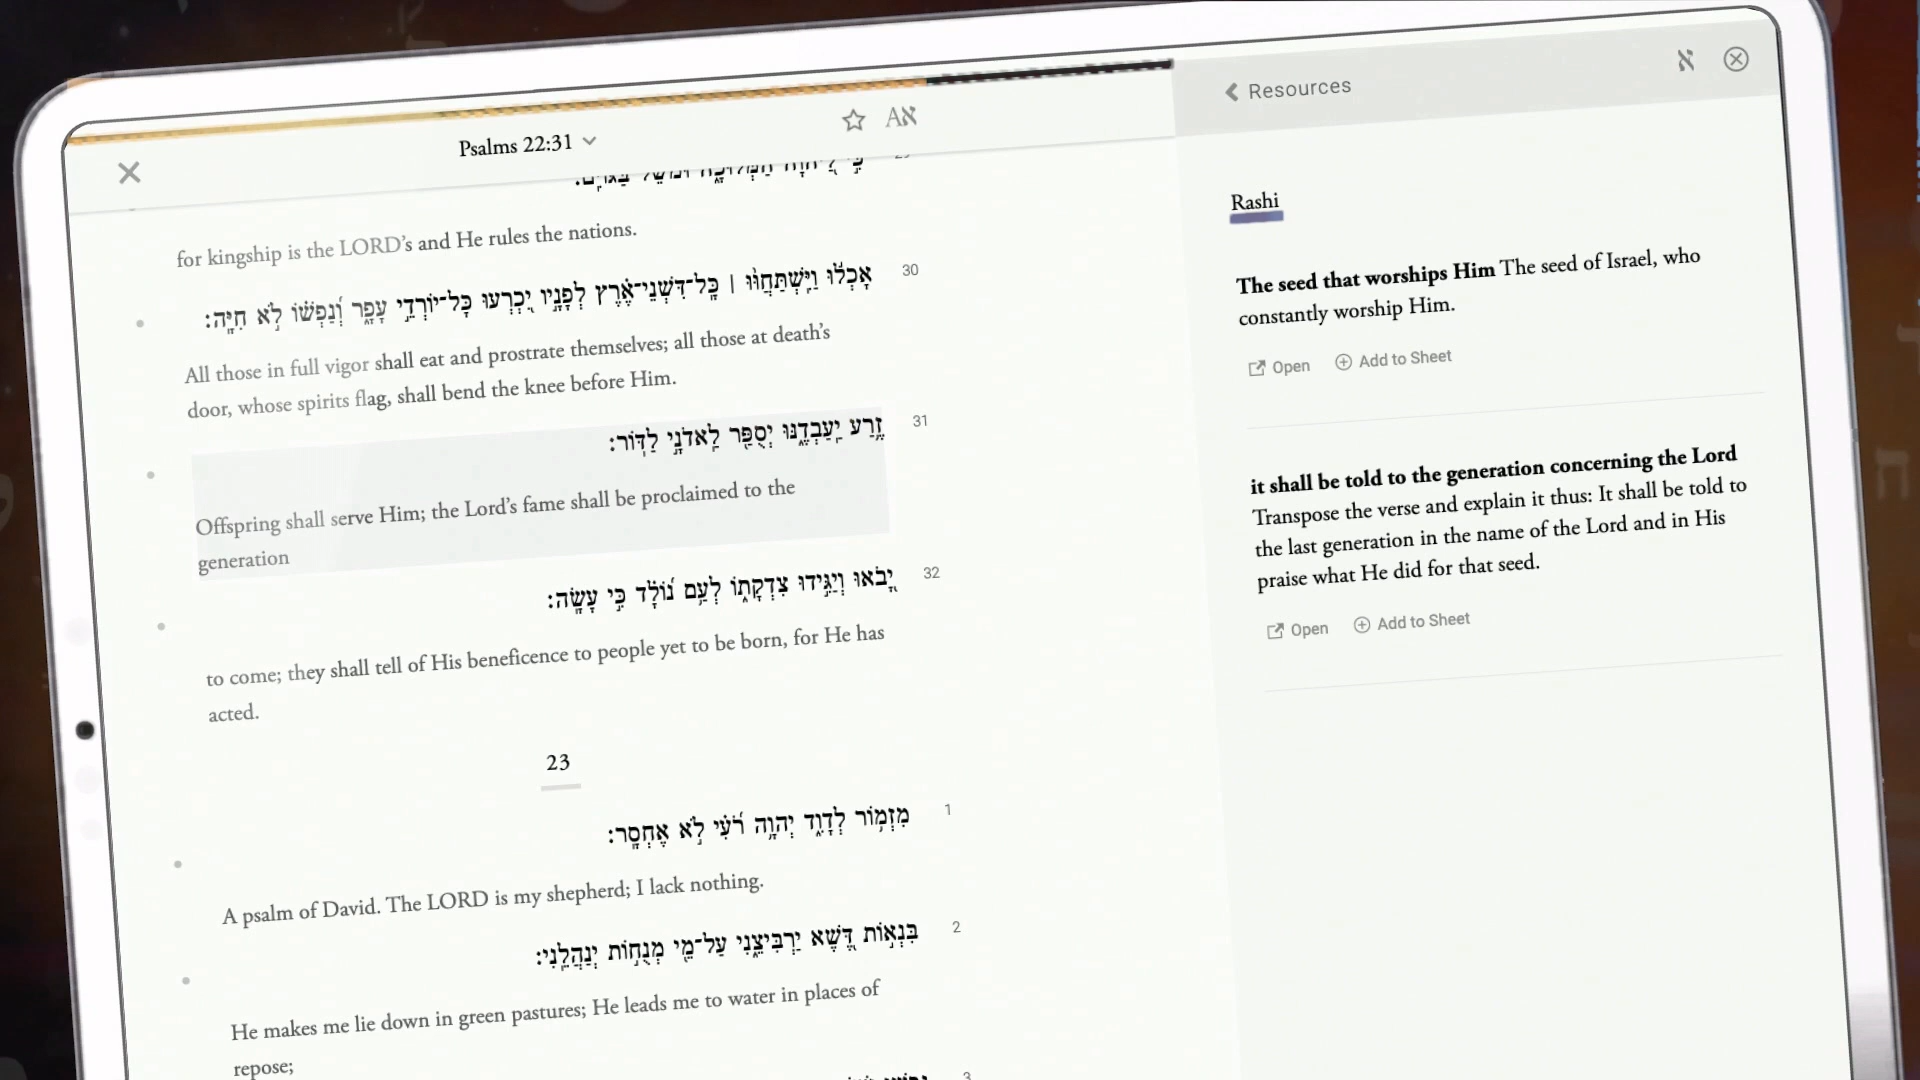 Psalms 22:31
AX
for kingship is the LORD's and He rules the nations.
30
אָכְל֬וּ וַיִּֽשְׁתַּחֲוּ֨וּ ׀ כׇּֽל־דִּשְׁנֵי־אֶ֗רֶץ לְפָנָ֣יו יִ֭כְרְעוּ כׇּל־יוֹרְדֵ֣י עָפָ֑ר וְ֝נַפְשׁ֗וֹ לֹ֣א חִיָּֽה׃
All those in full vigor shall eat and prostrate themselves; all those at death's
door, whose spirits flag, shall bend the knee before Him.
31
זֶ֥רַע יַֽעַבְדֶ֑נּוּ יְסֻפַּ֖ר לַֽאדֹנָ֣י לַדּֽוֹר׃
Offspring shall serve Him; the Lord's fame shall be proclaimed to the
generation
32
יָ֭בֹאוּ וְיַגִּ֣ידוּ צִדְקָת֑וֹ לְעַ֥ם נ֝וֹלָ֗ד כִּ֣י עָשָֽׂה׃
to come; they shall tell of His beneficence to people yet to be born, for He has
acted.
23
1
מִזְמ֥וֹר לְדָוִ֑ד יְהֹוָ֥ה רֹ֝עִ֗י לֹ֣א אֶחְסָֽר׃
A psalm of David. The LORD is my shepherd; I lack nothing.
2
בִּנְא֣וֹת דֶּ֭שֶׁא יַרְבִּיצֵ֑נִי עַל־מֵ֖י מְנֻח֣וֹת יְנַהֲלֵֽנִי׃
He makes me lie down in green pastures; He leads me to water in places of
repose;
3
Resources
א
Rashi
The seed that worships Him The seed of Israel, who
constantly worship Him.
Open Add to Sheet
it shall be told to the generation concerning the Lord
Transpose the verse and explain it thus: It shall be told to
the last generation in the name of the Lord and in His
praise what He did for that seed.
Open Add to Sheet